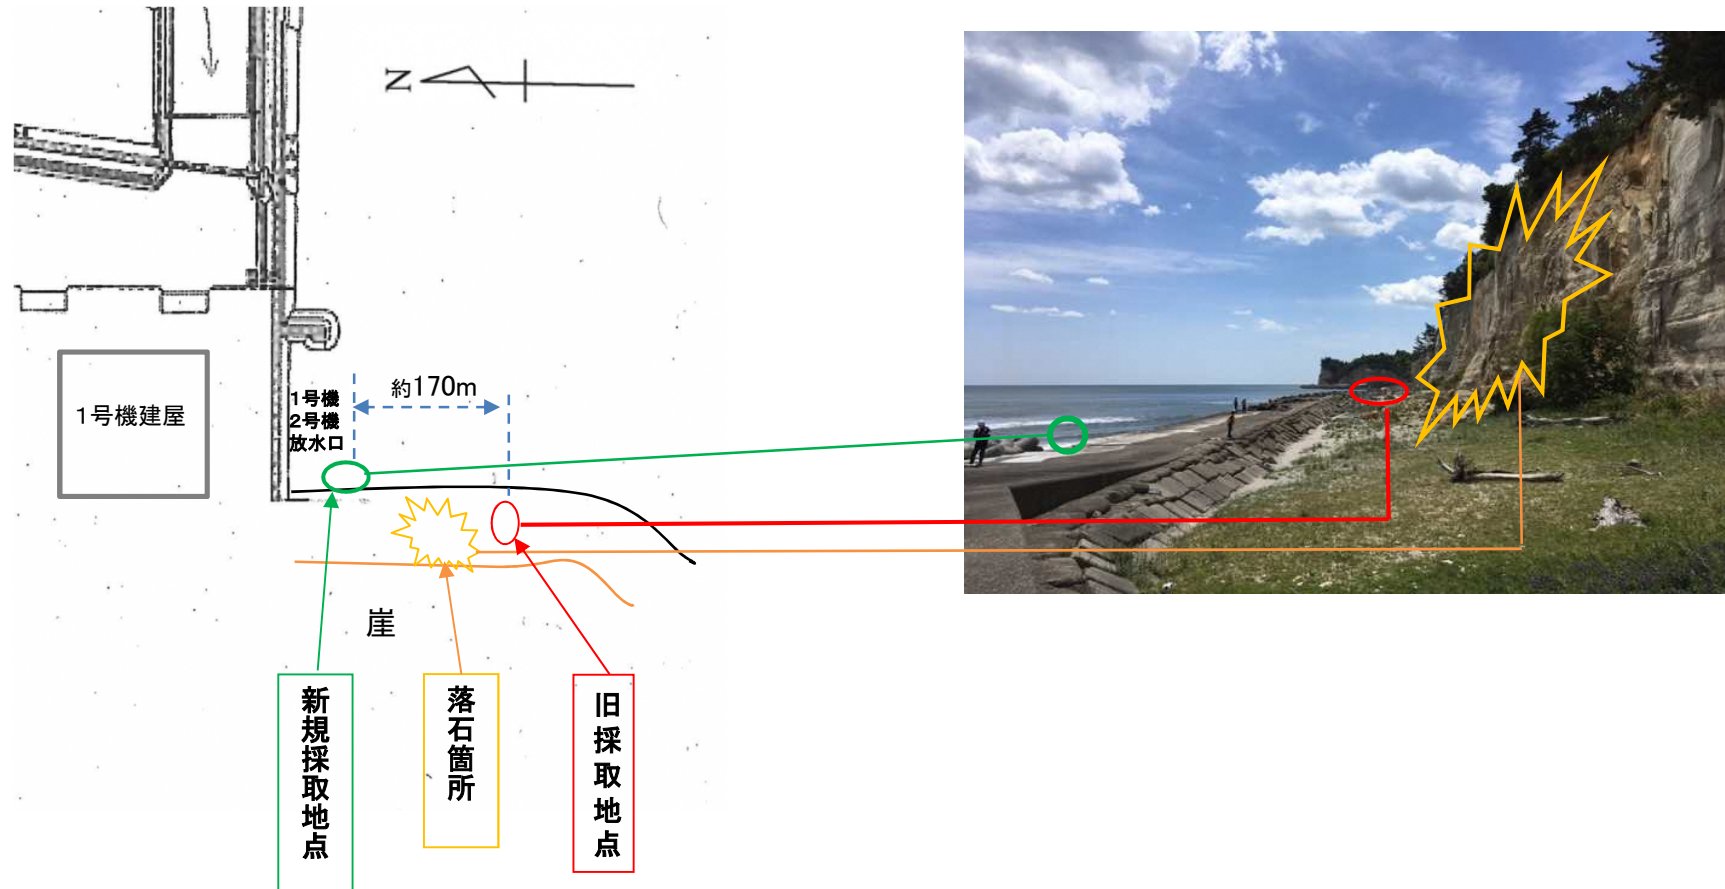 N
約170m
1号機
2号機
放水口
1号機建屋
崖
新規採取地点
落石箇所
旧採取地点